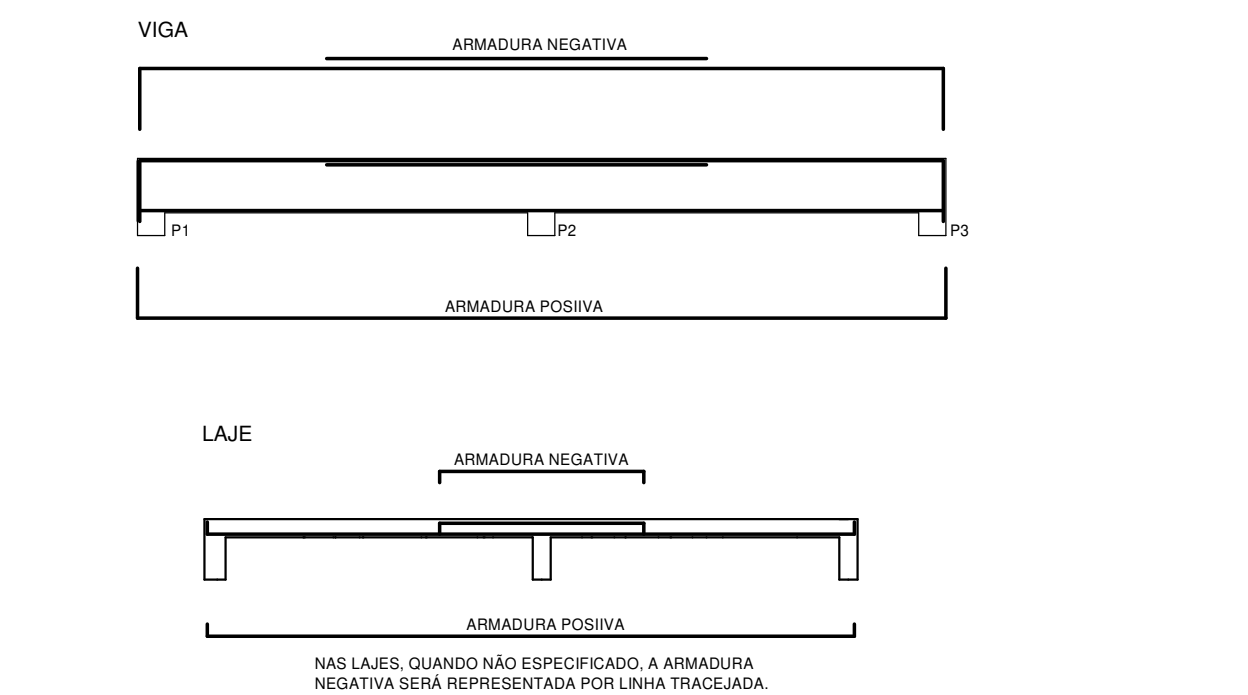 VIGA
ARMADURA NEGATIVA
P1
P2
P3
ARMADURA POSIIVA
LAJE
ARMADURA NEGATIVA
ARMADURA POSIIVA
NAS LAJES, QUANDO NÃO ESPECIFICADO, A ARMADURA
NEGATIVA SERÁ REPRESENTADA POR LINHA TRACEJADA.